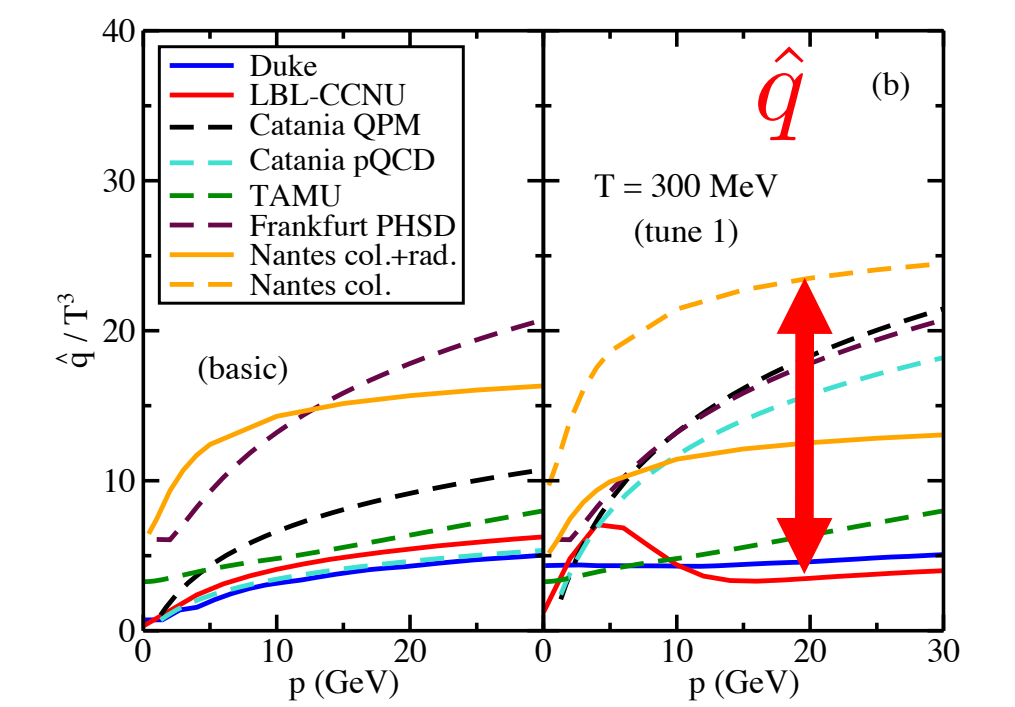 40
30
20
10
0
q̂ / T³
Duke
LBL-CCNU
Catania QPM
Catania pQCD
TAMU
Frankfurt PHSD
Nantes col.+rad.
Nantes col.
(basic)
q̂
(b)
T = 300 MeV
(tune 1)
0 10 20 0 10 20 30
p (GeV) p (GeV)